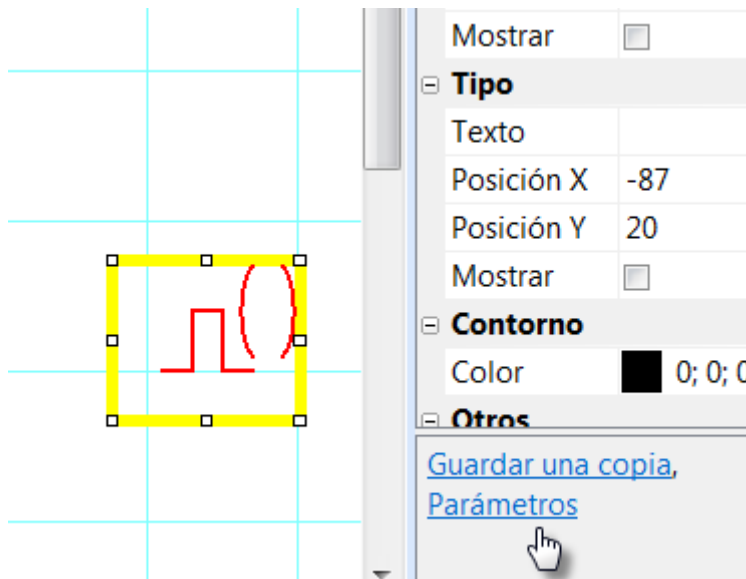 Mostrar
Tipo
Texto
Posición X -87
Posición Y 20
Mostrar
Contorno
Color 0; 0; 0
Otros
Guardar una copia,
Parámetros